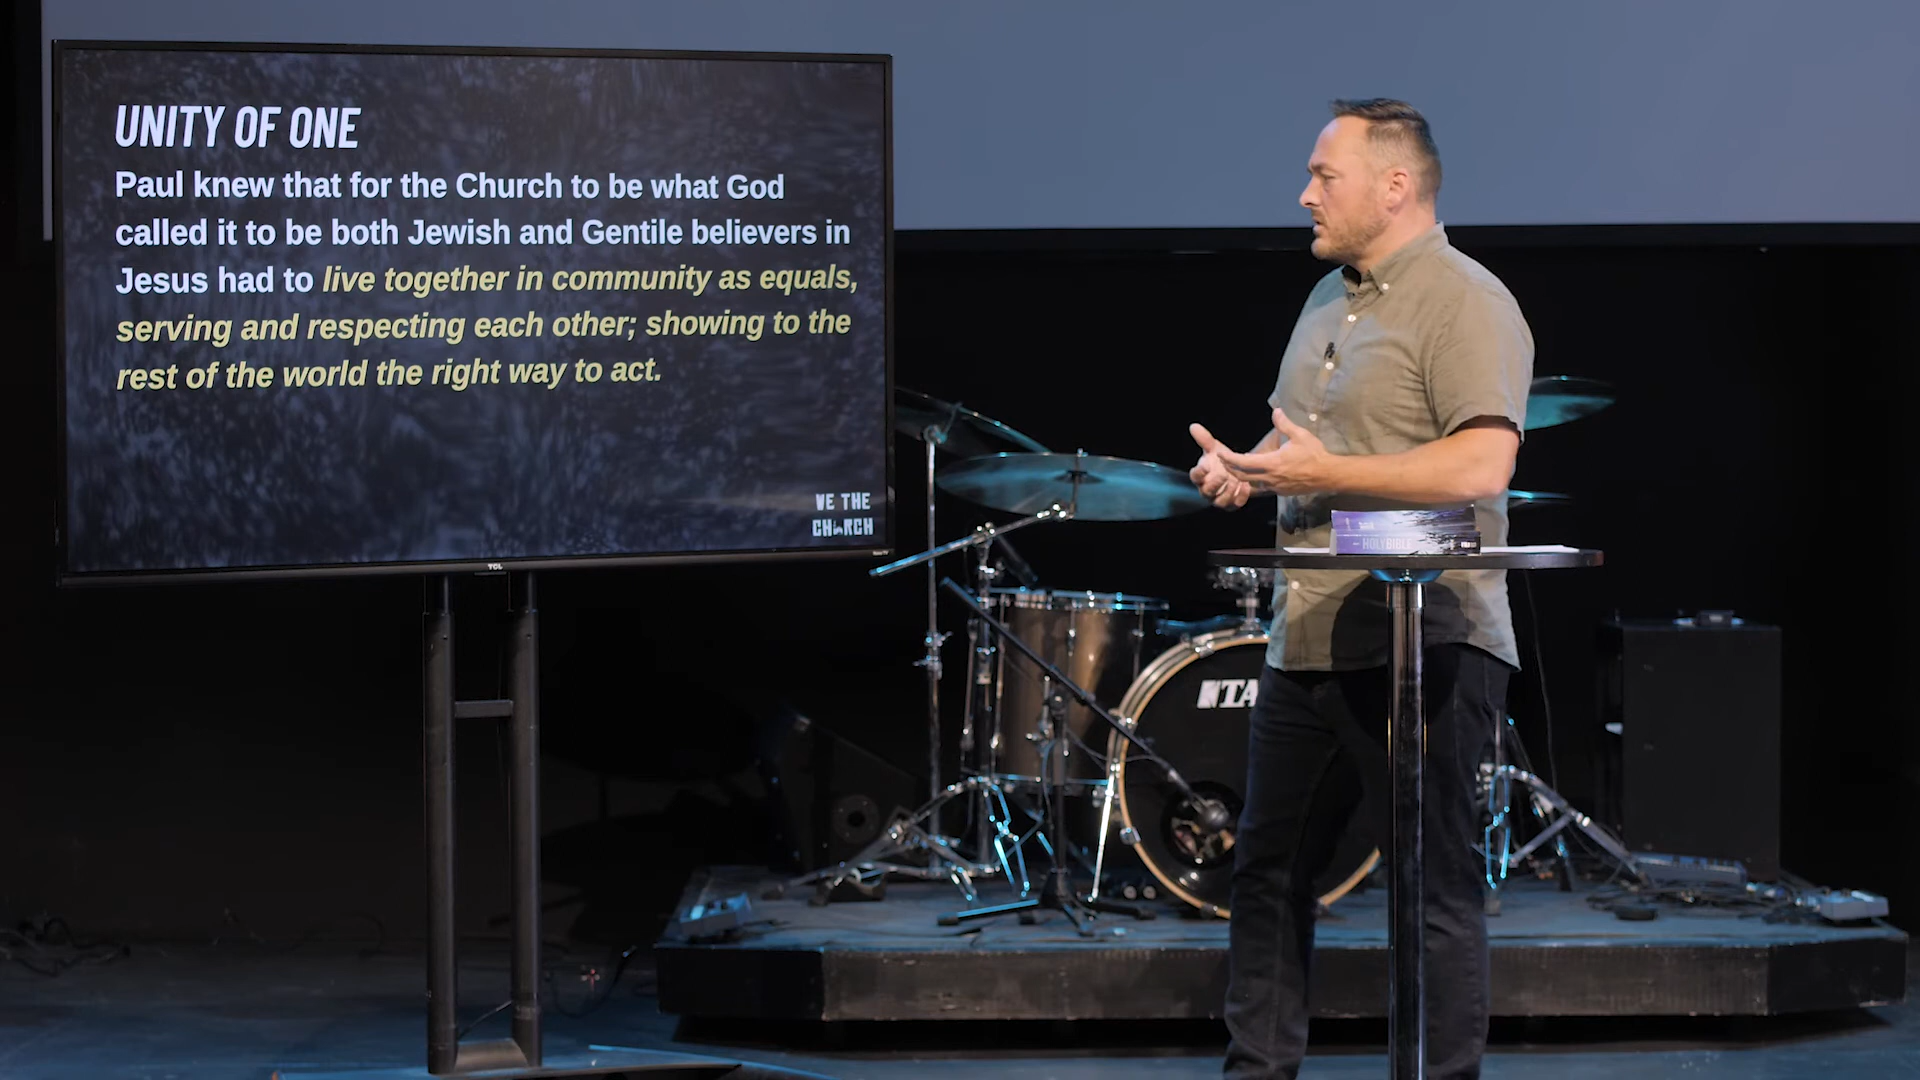 UNITY OF ONE
Paul knew that for the Church to be what God
called it to be both Jewish and Gentile believers in
Jesus had to live together in community as equals,
serving and respecting each other; showing to the
rest of the world the right way to act.
WE THE
CHURCH
TCL
HOLY BIBLE
TA